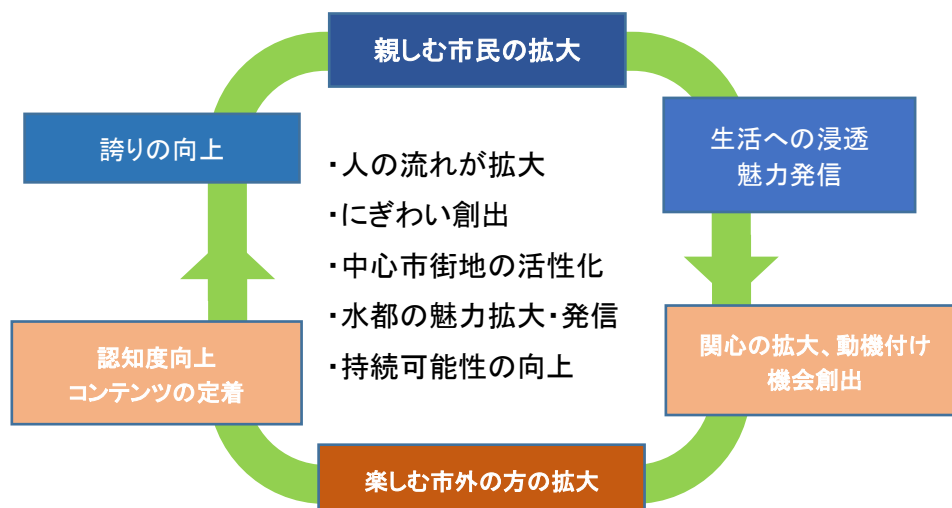 親しむ市民の拡大
誇りの向上
生活への浸透
魅力発信
・人の流れが拡大
・にぎわい創出
・中心市街地の活性化
・水都の魅力拡大・発信
・持続可能性の向上
認知度向上
コンテンツの定着
関心の拡大、動機付け
機会創出
楽しむ市外の方の拡大